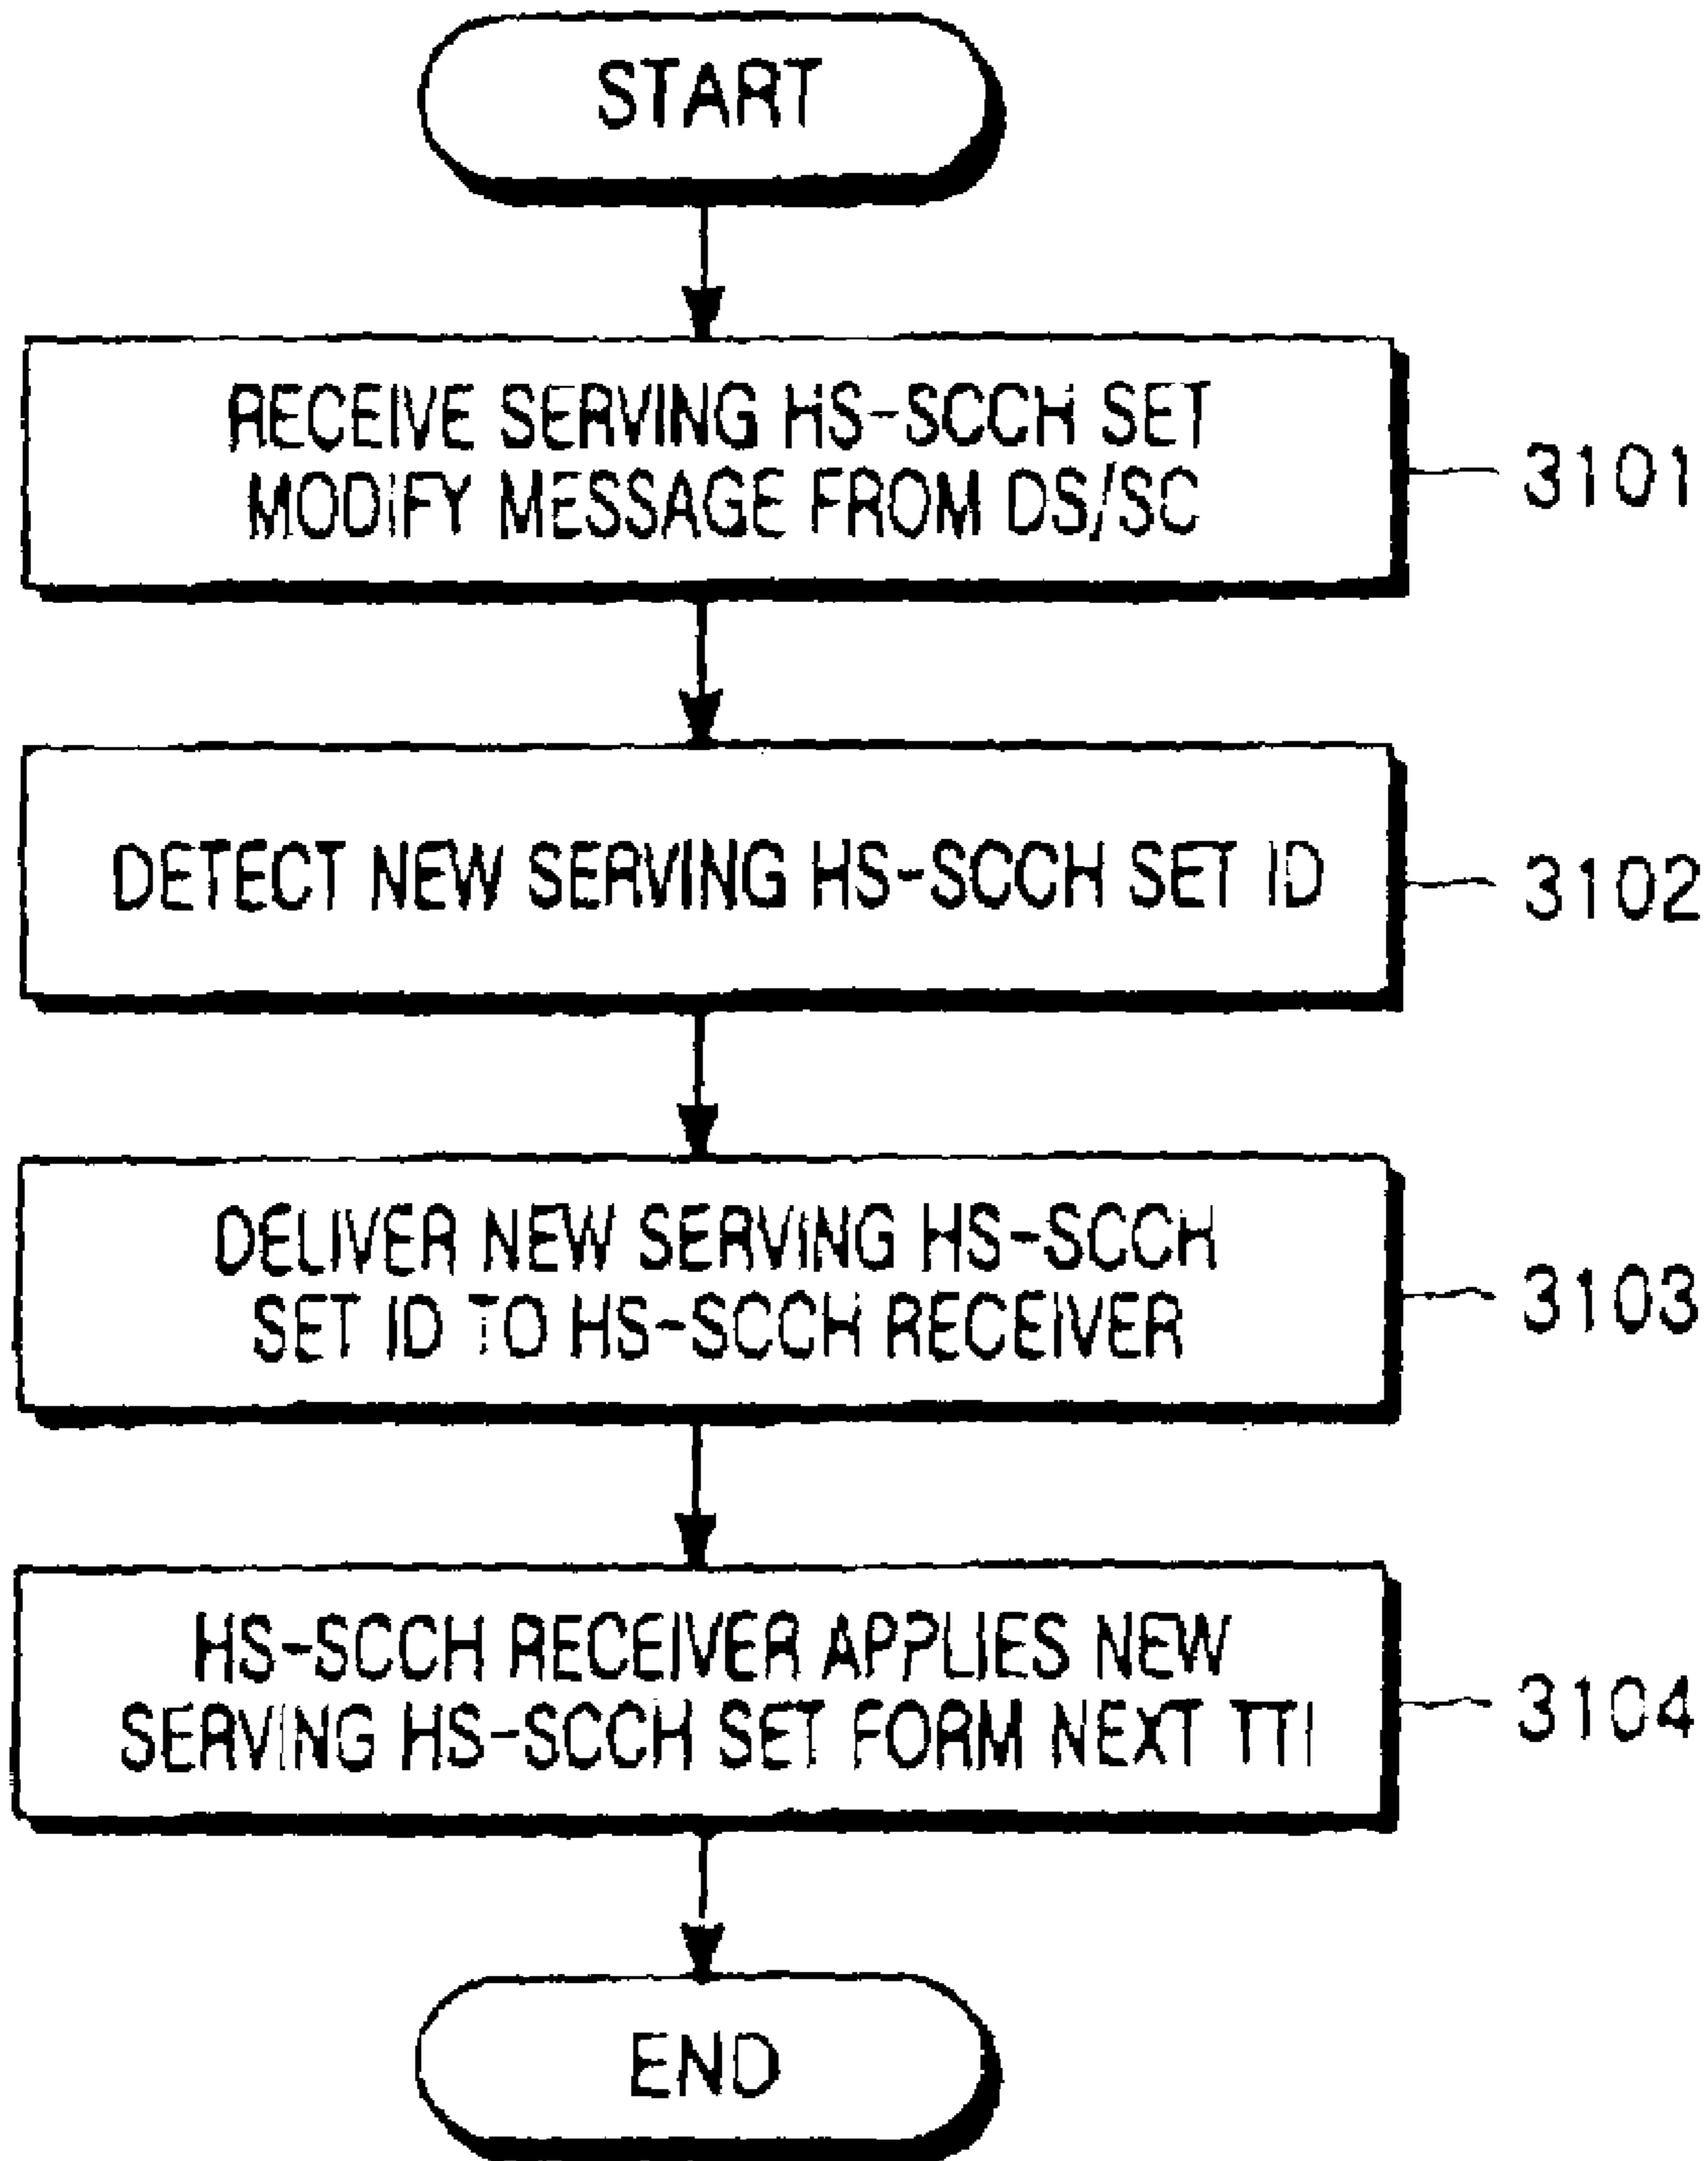 START
RECEIVE SERVING HS-SCCH SET
MODIFY MESSAGE FROM DS/SC
3101
DETECT NEW SERVING HS-SCCH SET ID
3102
DELIVER NEW SERVING HS-SCCH
SET ID TO HS-SCCH RECEIVER
3103
HS-SCCH RECEIVER APPLIES NEW
SERVING HS-SCCH SET FORM NEXT TTI
3104
END